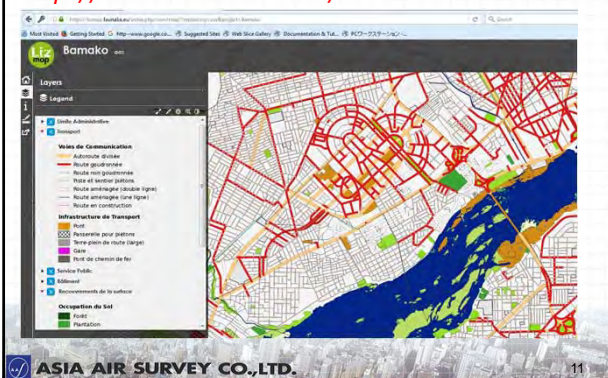 Most Visited Getting Started Suggested Sites Web Slice Gallery
Search
Liz map Bamako
Layers
Legend
Limite Administrative
Transport
Voies de Communication
Autoroute divisée
Route goudronnée
Route non goudronnée
Piste et sentier piétons
Route aménagée (double ligne)
Route aménagée (une ligne)
Route en construction
Infrastructure de Transport
Pont
Passerelle pour piétons
Terre-plein de route (large)
Gare
Pont de chemin de fer
Service Public
Bâtiment
Recouvrements de la surface
Occupation du Sol
Forêt
Plantation
ASIA AIR SURVEY CO.,LTD.
11